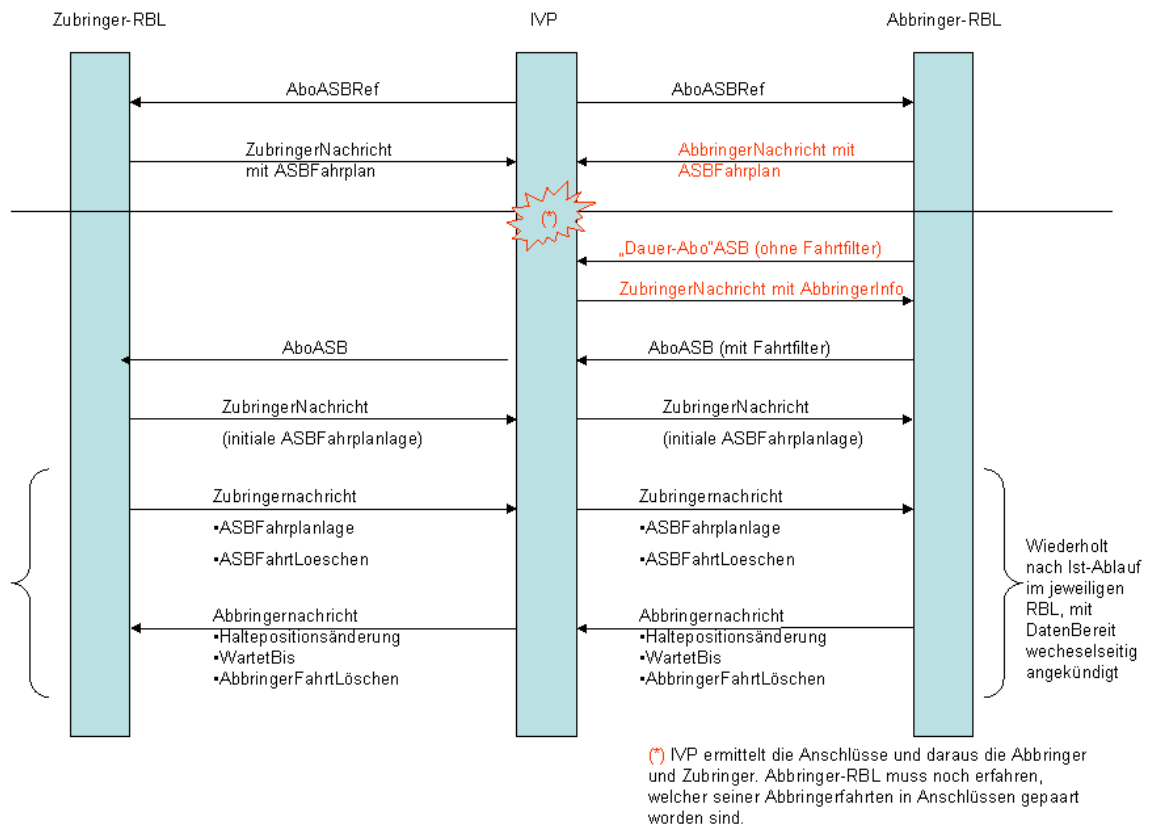 Zubringer-RBL
IVP
Abbringer-RBL
AboASBRef
AboASBRef
ZubringerNachricht
mit ASBFahrplan
AbbringerNachricht mit
ASBFahrplan
(*)
„Dauer-Abo"ASB (ohne Fahrtfilter)
ZubringerNachricht mit AbbringerInfo
AboASB
AboASB (mit Fahrtfilter)
ZubringerNachricht
(initiale ASBFahrplanlage)
ZubringerNachricht
(initiale ASBFahrplanlage)
Zubringernachricht
▪ASBFahrplanlage
▪ASBFahrtLoeschen
Zubringernachricht
▪ASBFahrplanlage
▪ASBFahrtLoeschen
Abbringernachricht
▪Haltepositionsänderung
▪WartetBis
▪AbbringerFahrtLöschen
Abbringernachricht
▪Haltepositionsänderung
▪WartetBis
▪AbbringerFahrtLöschen
Wiederholt
nach Ist-Ablauf
im jeweiligen
RBL, mit
DatenBereit
wecheselseitig
angekündigt
(*) IVP ermittelt die Anschlüsse und daraus die Abbringer
und Zubringer. Abbringer-RBL muss noch erfahren,
welcher seiner Abbringerfahrten in Anschlüssen gepaart
worden sind.